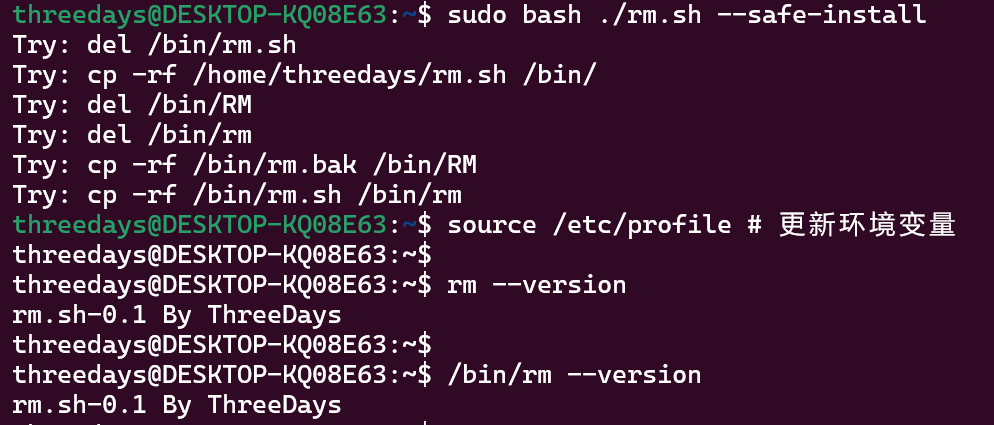 threedays@DESKTOP-KQ08E63:~$ sudo bash ./rm.sh --safe-install
Try: del /bin/rm.sh
Try: cp -rf /home/threedays/rm.sh /bin/
Try: del /bin/RM
Try: del /bin/rm
Try: cp -rf /bin/rm.bak /bin/RM
Try: cp -rf /bin/rm.sh /bin/rm
threedays@DESKTOP-KQ08E63:~$ source /etc/profile # 更新环境变量
threedays@DESKTOP-KQ08E63:~$
threedays@DESKTOP-KQ08E63:~$ rm --version
rm.sh-0.1 By ThreeDays
threedays@DESKTOP-KQ08E63:~$
threedays@DESKTOP-KQ08E63:~$ /bin/rm --version
rm.sh-0.1 By ThreeDays